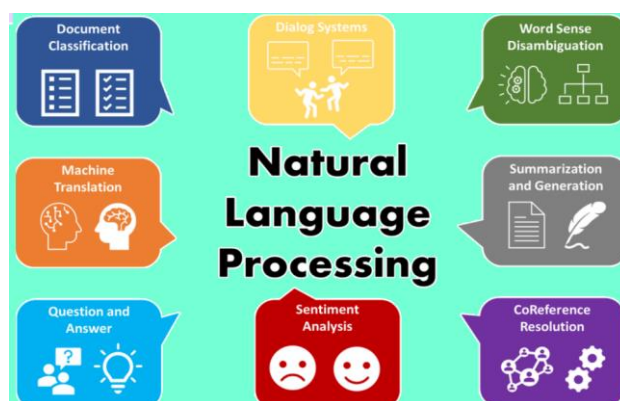 Document
Classification
Dialog Systems
Word Sense
Disambiguation
Machine
Translation
Natural
Language
Processing
Summarization
and Generation
Question and
Answer
?
Sentiment
Analysis
CoReference
Resolution